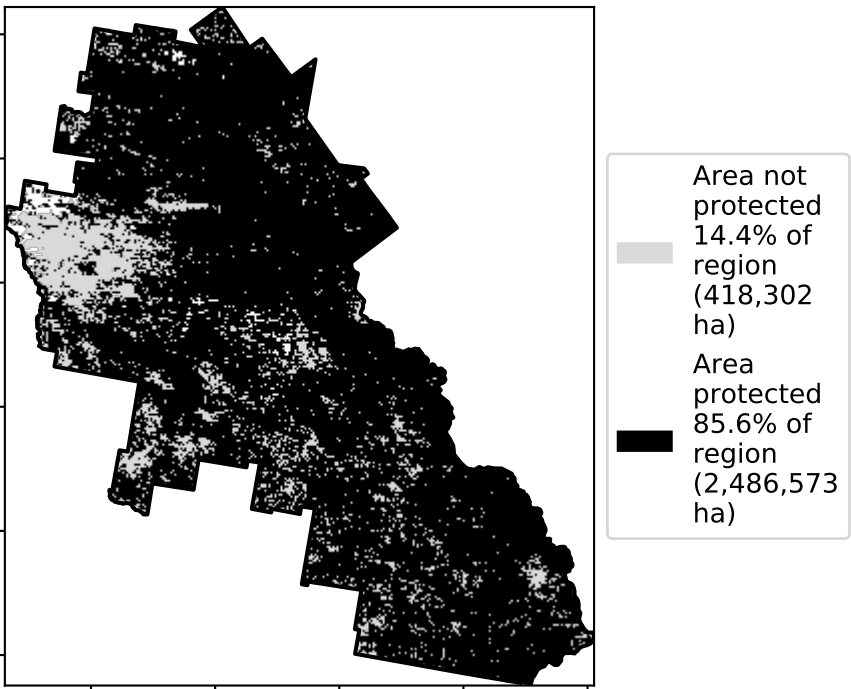 Area not
protected
14.4% of
region
(418,302
ha)
Area
protected
85.6% of
region
(2,486,573
ha)